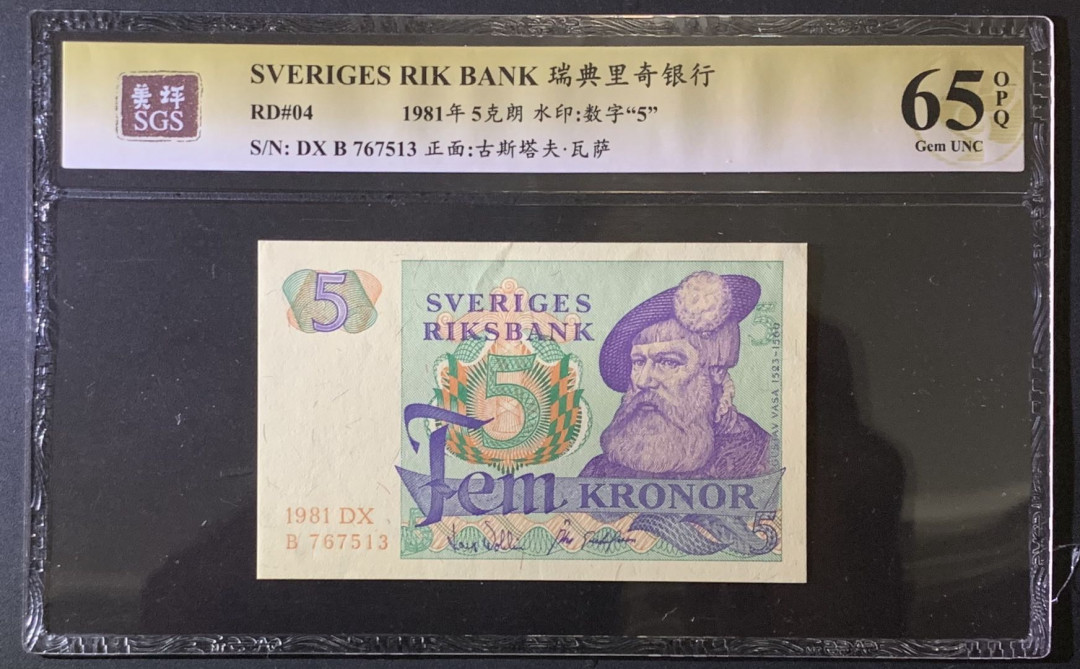 美评
SGS
SVERIGES RIK BANK 瑞典里奇银行
RD#04 1981年 5克朗 水印:数字“5”
S/N: DX B 767513 正面:古斯塔夫·瓦萨
65
OPQ
Gem UNC
5
SVERIGES
RIKSBANK
5
5
GUSTAV VASA 1523-1560
Fem KRONOR
1981 DX
B 767513
5
5